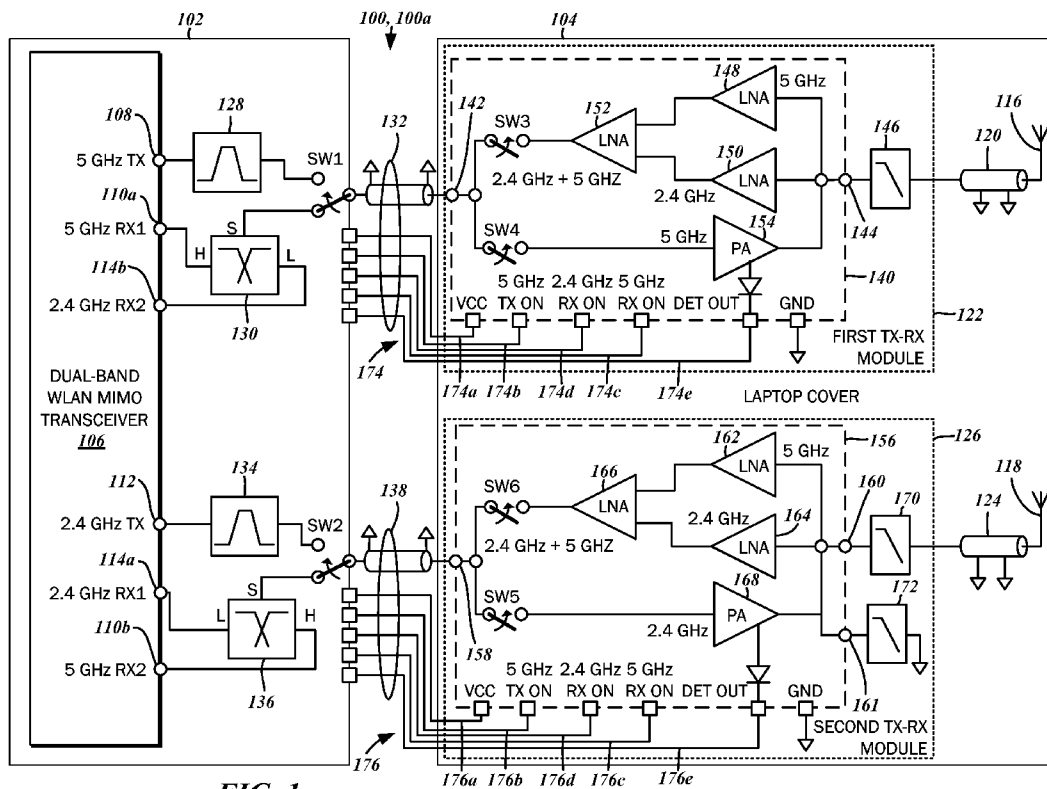 102
100, 100a
104
108
128
5 GHz TX
SW1
132
142
SW3
152
LNA
148
LNA
5 GHz
146
120
116
110a
5 GHz RX1
S
H
L
130
114b
2.4 GHz RX2
2.4 GHz + 5 GHZ
2.4 GHz
150
LNA
SW4
5 GHz
154
PA
144
140
5 GHz 2.4 GHz 5 GHz
VCC TX ON RX ON RX ON DET OUT GND
FIRST TX-RX
MODULE
122
174
174a
174b
174d
174c
174e
LAPTOP COVER
DUAL-BAND
WLAN MIMO
TRANSCEIVER
106
112
134
2.4 GHz TX
SW2
138
158
SW6
166
LNA
162
LNA
5 GHz
156
126
160
170
124
118
114a
2.4 GHz RX1
S
L
H
136
110b
5 GHz RX2
2.4 GHz + 5 GHZ
2.4 GHz
164
LNA
SW5
2.4 GHz
168
PA
172
161
5 GHz 2.4 GHz 5 GHz
VCC TX ON RX ON RX ON DET OUT GND
SECOND TX-RX
MODULE
176
176a
176b
176d
176c
176e